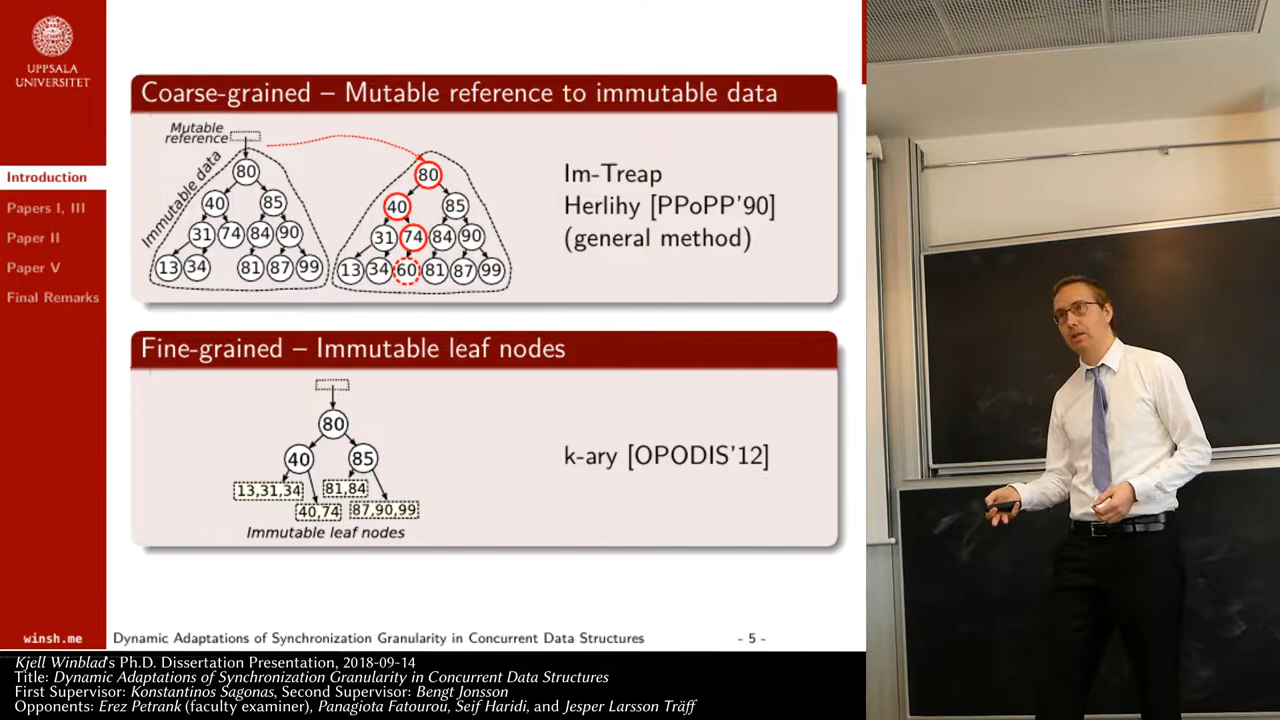 UPPSALA
UNIVERSITET
Introduction
Papers I, III
Paper II
Paper V
Final Remarks
winsh.me
Coarse-grained – Mutable reference to immutable data
Mutable
reference
Immutable data
80
40 85
31 74 84 90
13 34 81 87 99
80
40 85
31 74 84 90
13 34 60 81 87 99
Im-Treap
Herlihy [PPoPP'90]
(general method)
Fine-grained – Immutable leaf nodes
80
40 85
13,31,34 81,84
40,74 87,90,99
Immutable leaf nodes
k-ary [OPODIS'12]
Dynamic Adaptations of Synchronization Granularity in Concurrent Data Structures - 5 -
Kjell Winblad's Ph.D. Dissertation Presentation, 2018-09-14
Title: Dynamic Adaptations of Synchronization Granularity in Concurrent Data Structures
First Supervisor: Konstantinos Sagonas, Second Supervisor: Bengt Jonsson
Opponents: Erez Petrank (faculty examiner), Panagiota Fatourou, Seif Haridi, and Jesper Larsson Träff